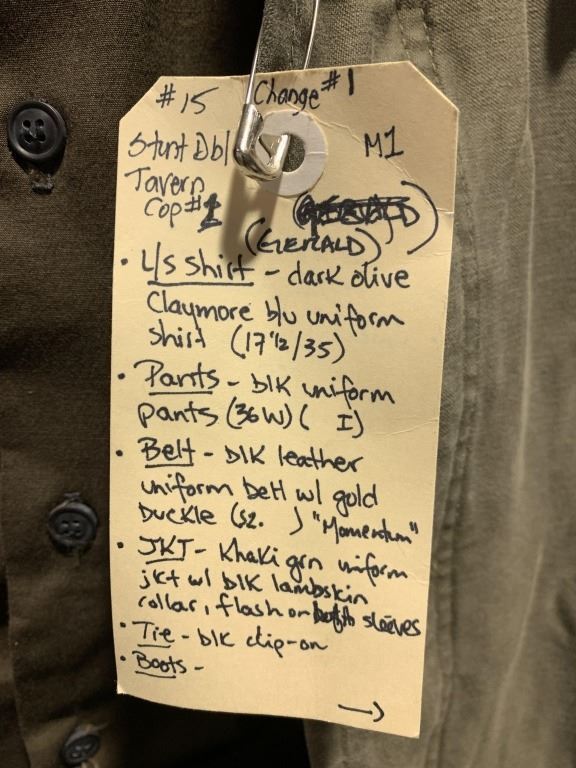 #15 Change #1
Stunt Dbl M1
Tavern
Cop #1
(GERALD)
• L/S Shirt - dark olive
Claymore b/u uniform
shirt (17 1/2/35)
• Pants - blk uniform
pants (36W) ( I)
• Belt - blk leather
uniform belt w/ gold
buckle (sz. ) "Momentum"
• JKT - Khaki grn uniform
jkt w/ blk lambskin
collar, flash on both sleeves
• Tie - blk clip-on
• Boots -
→